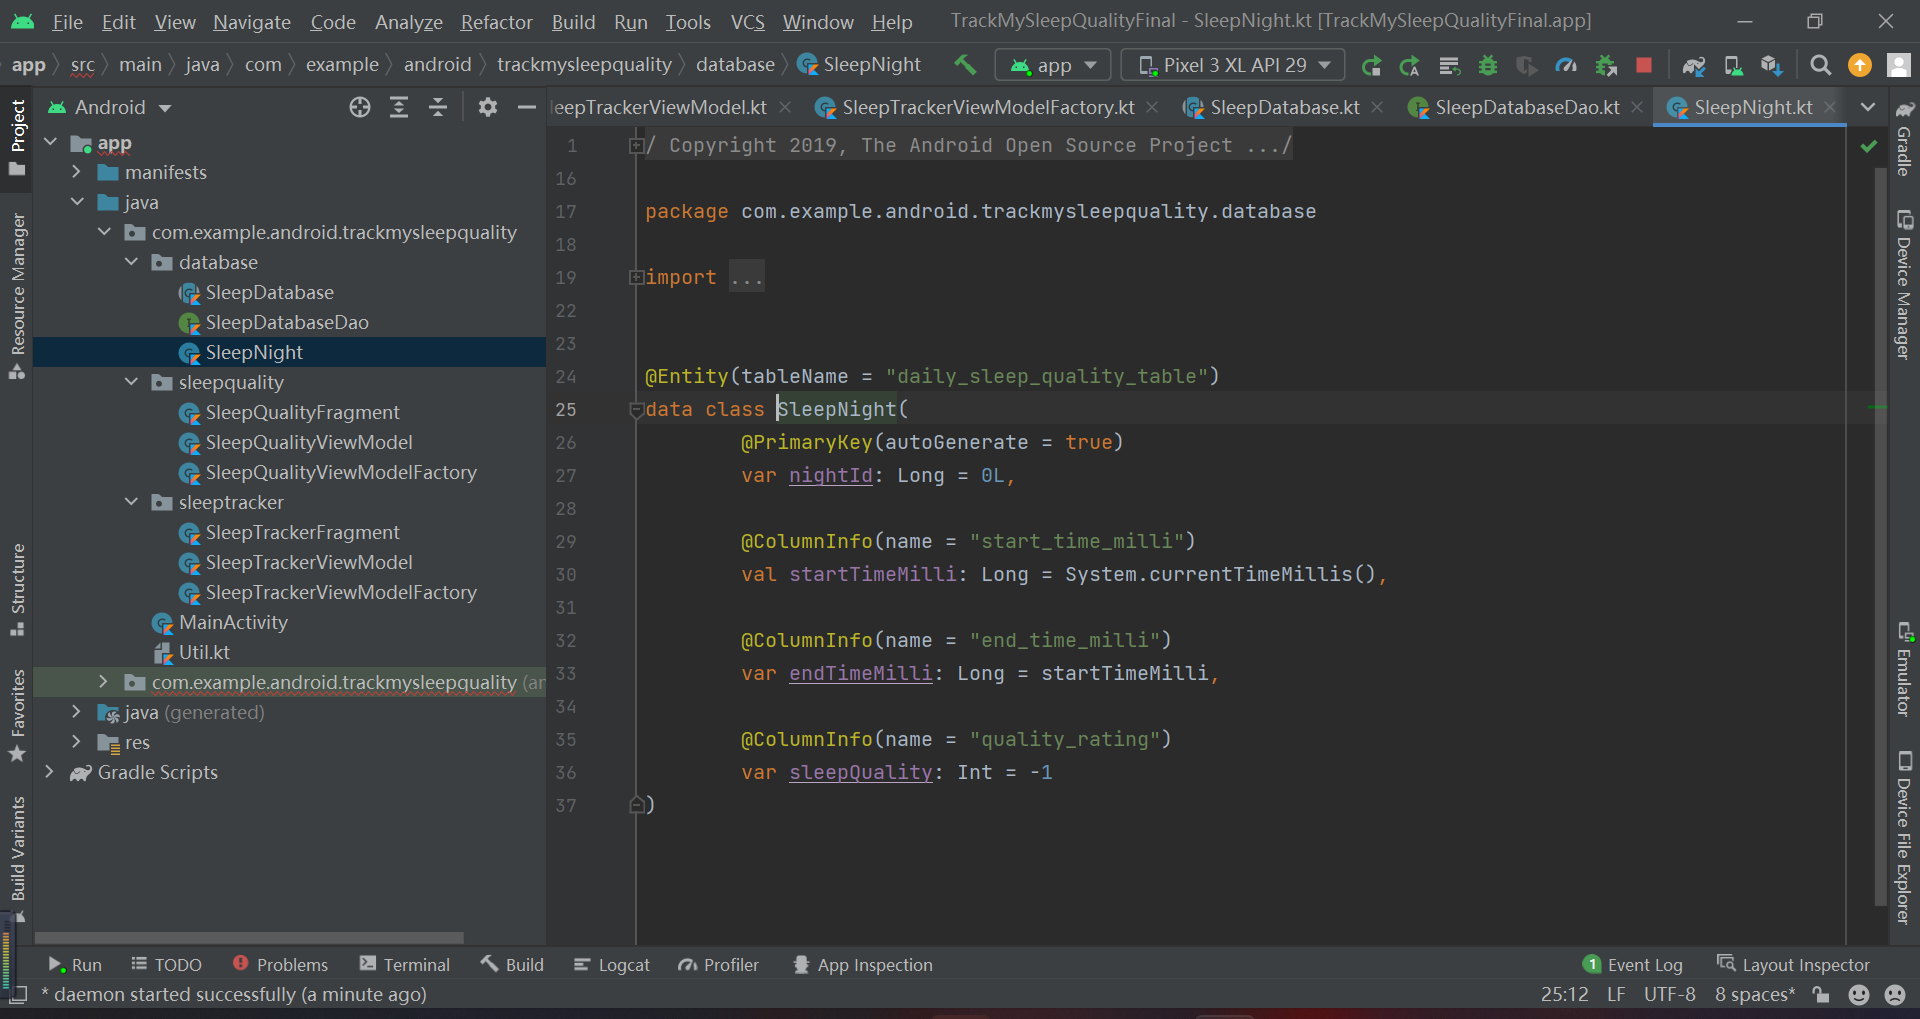 File Edit View Navigate Code Analyze Refactor Build Run Tools VCS Window Help TrackMySleepQualityFinal - SleepNight.kt [TrackMySleepQualityFinal.app]
app src main java com example android trackmysleepquality database SleepNight app Pixel 3 XL API 29
Android
leepTrackerViewModel.kt SleepTrackerViewModelFactory.kt SleepDatabase.kt SleepDatabaseDao.kt SleepNight.kt
Project
Resource Manager
Structure
Favorites
Build Variants
app
manifests
java
com.example.android.trackmysleepquality
database
SleepDatabase
SleepDatabaseDao
SleepNight
sleepquality
SleepQualityFragment
SleepQualityViewModel
SleepQualityViewModelFactory
sleeptracker
SleepTrackerFragment
SleepTrackerViewModel
SleepTrackerViewModelFactory
MainActivity
Util.kt
com.example.android.trackmysleepquality (ar
java (generated)
res
Gradle Scripts
1 / Copyright 2019, The Android Open Source Project .../
16
17 package com.example.android.trackmysleepquality.database
18
19 import ...
22
23
24 @Entity(tableName = "daily_sleep_quality_table")
25 data class SleepNight(
26 @PrimaryKey(autoGenerate = true)
27 var nightId: Long = 0L,
28
29 @ColumnInfo(name = "start_time_milli")
30 val startTimeMilli: Long = System.currentTimeMillis(),
31
32 @ColumnInfo(name = "end_time_milli")
33 var endTimeMilli: Long = startTimeMilli,
34
35 @ColumnInfo(name = "quality_rating")
36 var sleepQuality: Int = -1
37 )
Gradle
Device Manager
Emulator
Device File Explorer
Run TODO Problems Terminal Build Logcat Profiler App Inspection 1 Event Log Layout Inspector
* daemon started successfully (a minute ago) 25:12 LF UTF-8 8 spaces*